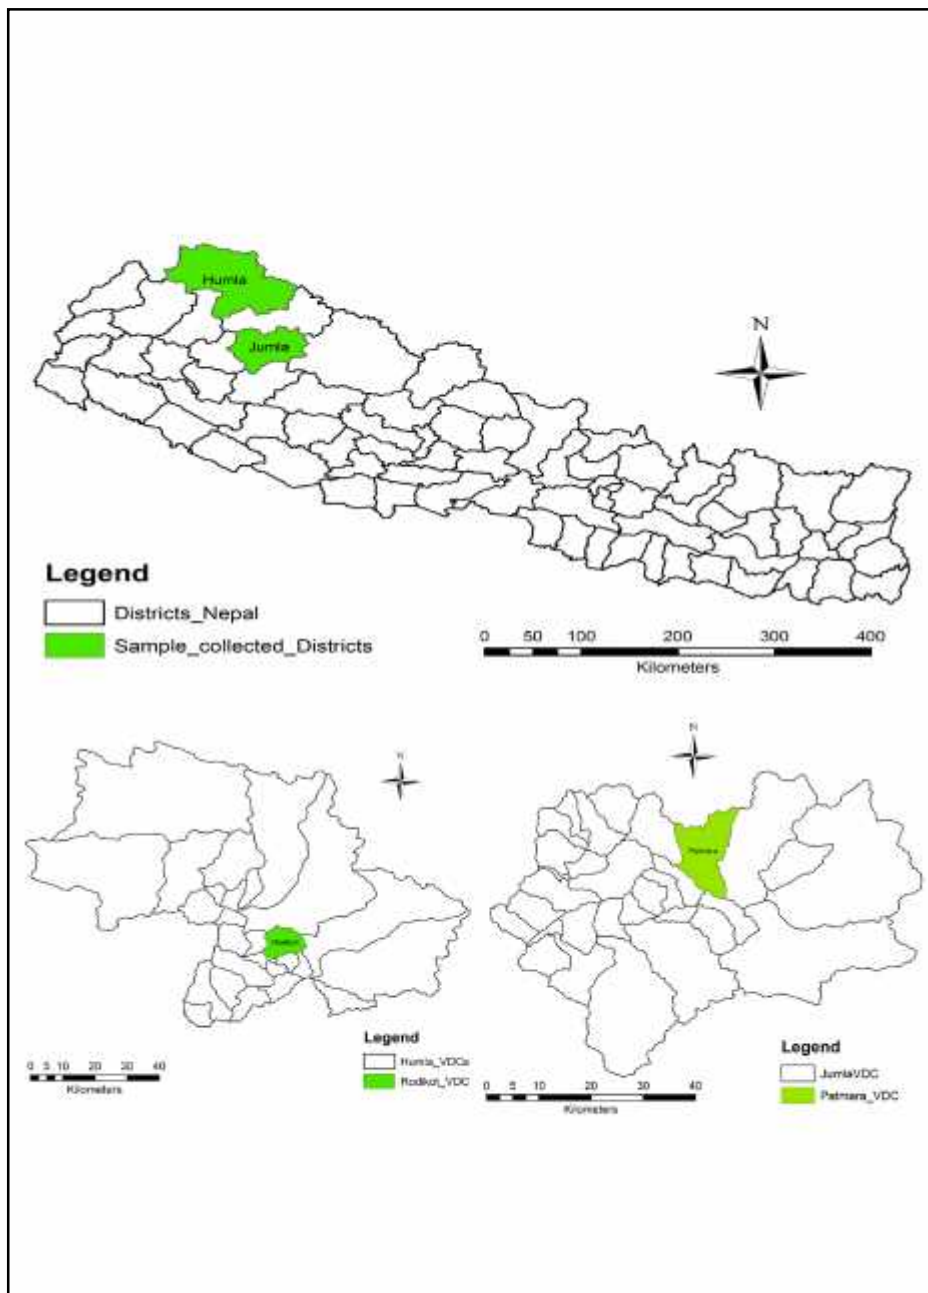 Humla
Jumla
N
Legend
Districts_Nepal
Sample_collected_Districts
0 50 100 200 300 400
Kilometers
N
N
Legend
Humla_VDCs
Rodikot_VDC
0 5 10 20 30 40
Kilometers
Legend
JumlaVDC
Patmara_VDC
0 5 10 20 30 40
Kilometers